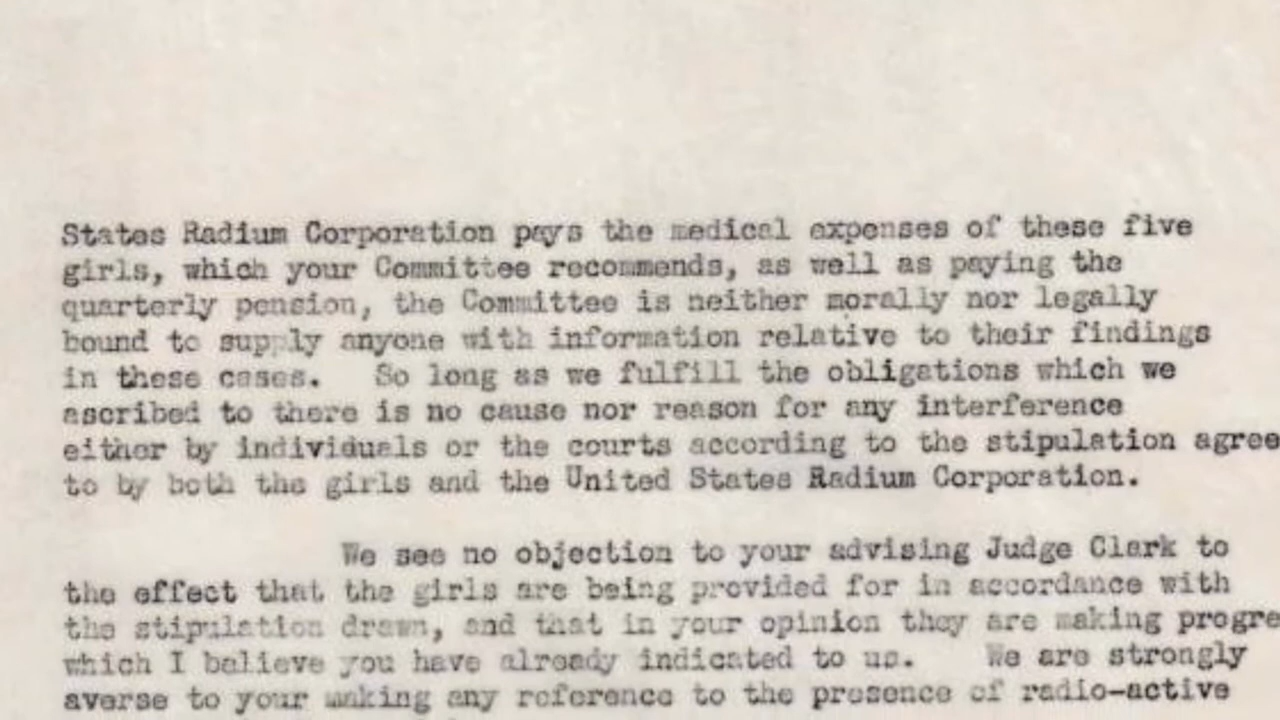 States Radium Corporation pays the medical expenses of these five
girls, which your Committee recommends, as well as paying the
quarterly pension, the Committee is neither morally nor legally
bound to supply anyone with information relative to their findings
in these cases. So long as we fulfill the obligations which we
ascribed to there is no cause nor reason for any interference
either by individuals or the courts according to the stipulation agree
to by both the girls and the United States Radium Corporation.
We see no objection to your advising Judge Clark to
the effect that the girls are being provided for in accordance with
the stipulation drawn, and that in your opinion they are making progre
which I believe you have already indicated to us. We are strongly
averse to your making any reference to the presence of radio-active